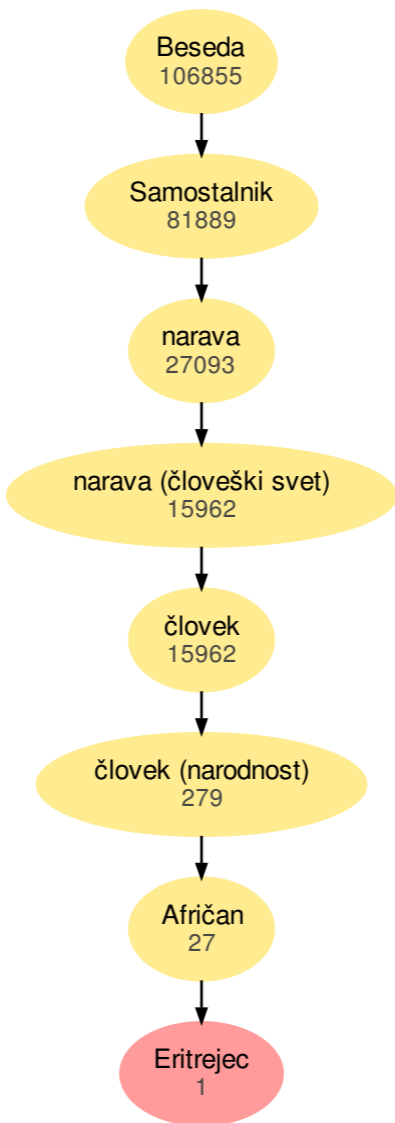 Beseda
106855
Samostalnik
81889
narava
27093
narava (človeški svet)
15962
človek
15962
človek (narodnost)
279
Afričan
27
Eritrejec
1